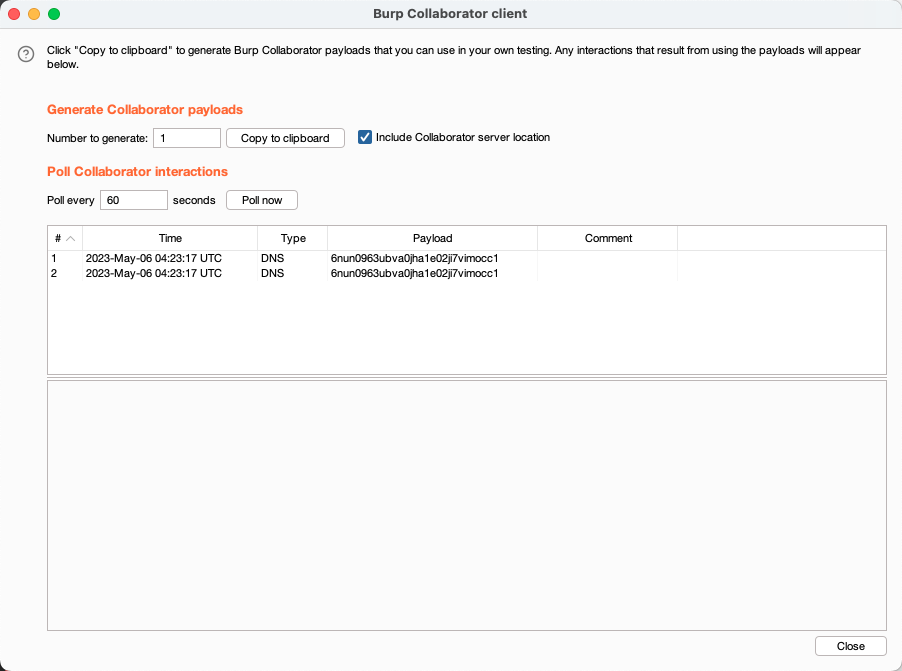 Burp Collaborator client
Click "Copy to clipboard" to generate Burp Collaborator payloads that you can use in your own testing. Any interactions that result from using the payloads will appear
below.
Generate Collaborator payloads
Number to generate: 1 Copy to clipboard Include Collaborator server location
Poll Collaborator interactions
Poll every 60 seconds Poll now
# Time Type Payload Comment
1 2023-May-06 04:23:17 UTC DNS 6nun0963ubva0jha1e02ji7vimocc1
2 2023-May-06 04:23:17 UTC DNS 6nun0963ubva0jha1e02ji7vimocc1
Close